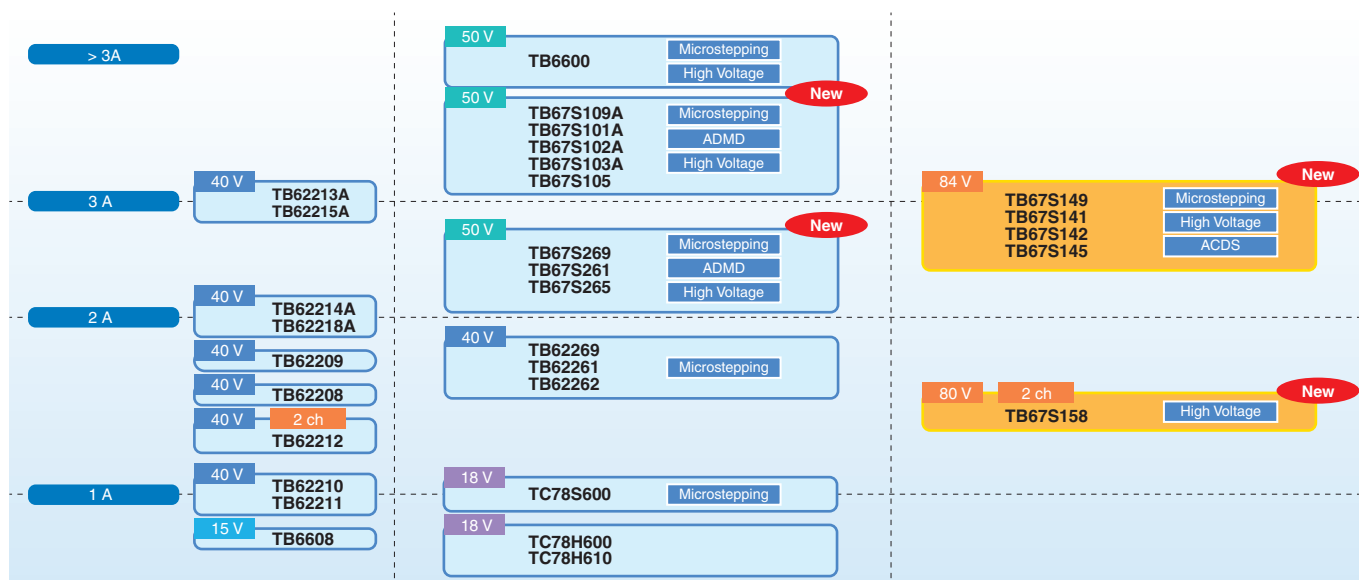 > 3A
3 A
2 A
1 A
40 V
TB62213A
TB62215A
40 V
TB62214A
TB62218A
40 V
TB62209
40 V
TB62208
40 V
2 ch
TB62212
40 V
TB62210
TB62211
15 V
TB6608
50 V
TB6600
Microstepping
High Voltage
50 V
New
TB67S109A
TB67S101A
TB67S102A
TB67S103A
TB67S105
Microstepping
ADMD
High Voltage
50 V
New
TB67S269
TB67S261
TB67S265
Microstepping
ADMD
High Voltage
40 V
TB62269
TB62261
TB62262
Microstepping
18 V
TC78S600
Microstepping
18 V
TC78H600
TC78H610
84 V
New
TB67S149
TB67S141
TB67S142
TB67S145
Microstepping
High Voltage
ACDS
80 V
2 ch
New
TB67S158
High Voltage